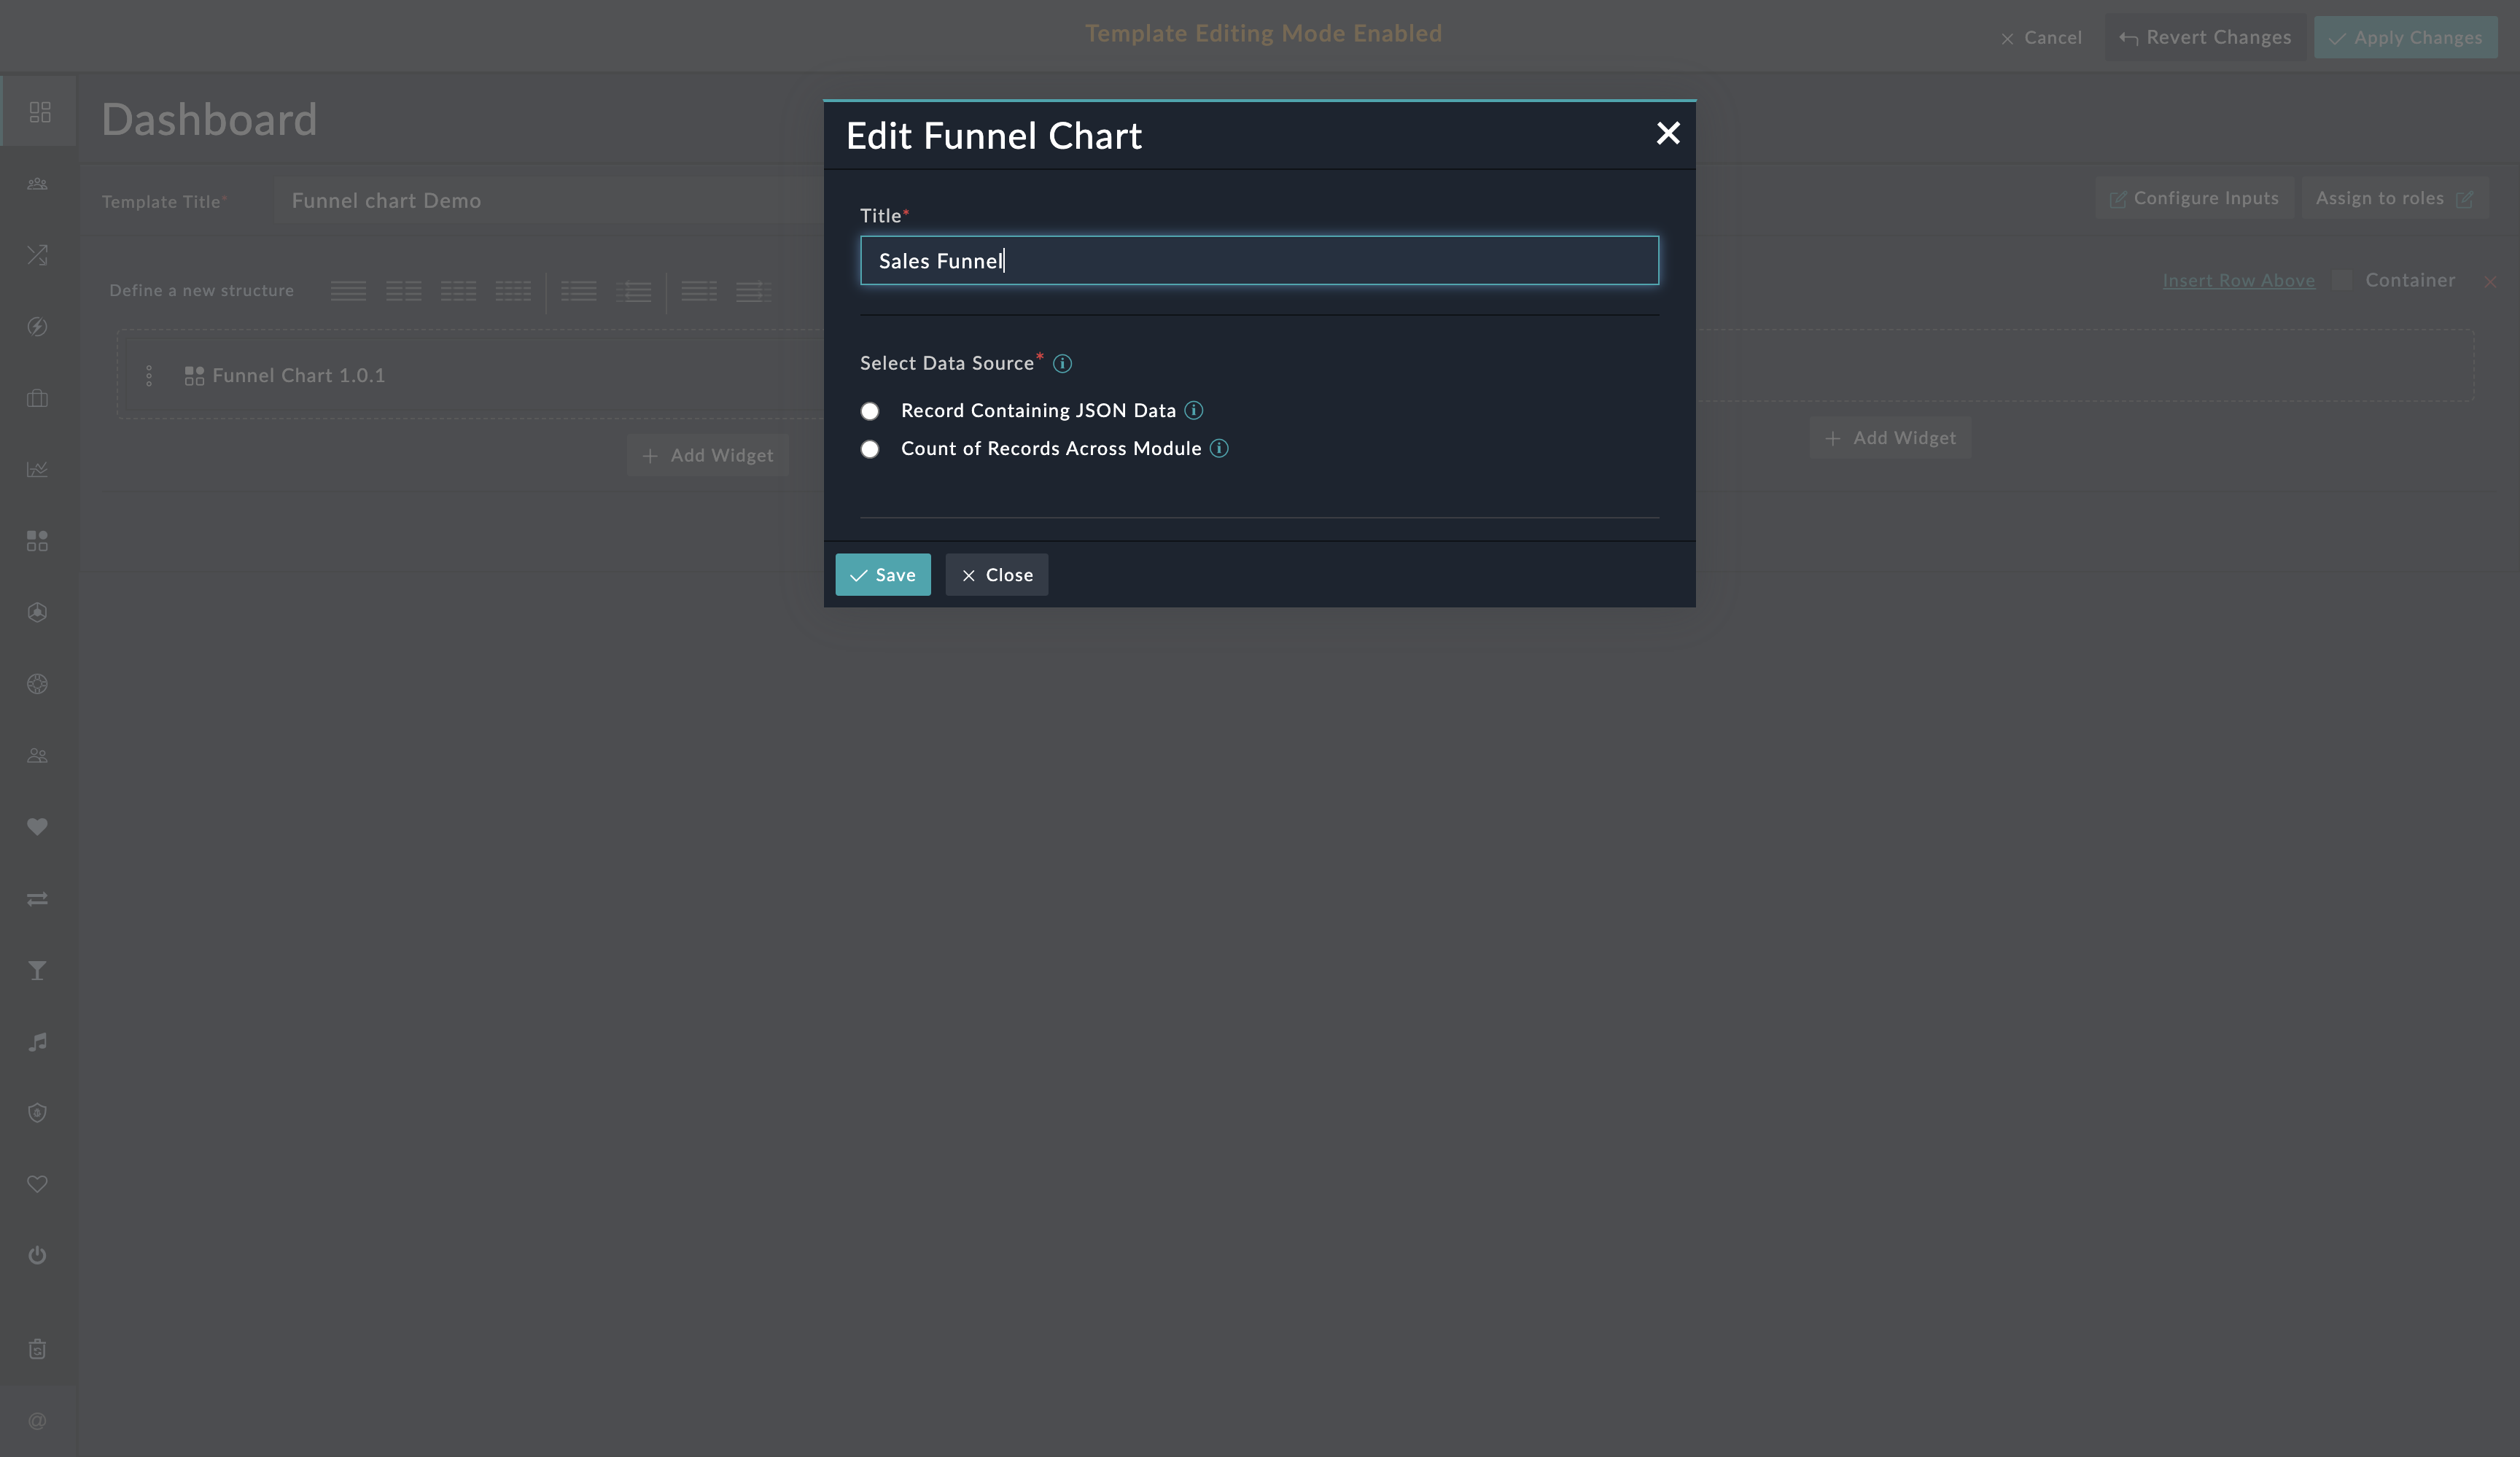 Template Editing Mode Enabled
Cancel
Revert Changes
Apply Changes
Dashboard
Template Title*
Funnel chart Demo
Configure Inputs
Assign to roles
Define a new structure
Insert Row Above
Container
Funnel Chart 1.0.1
Add Widget
Add Widget
Edit Funnel Chart
Title*
Sales Funnel
Select Data Source*
Record Containing JSON Data
Count of Records Across Module
Save
Close